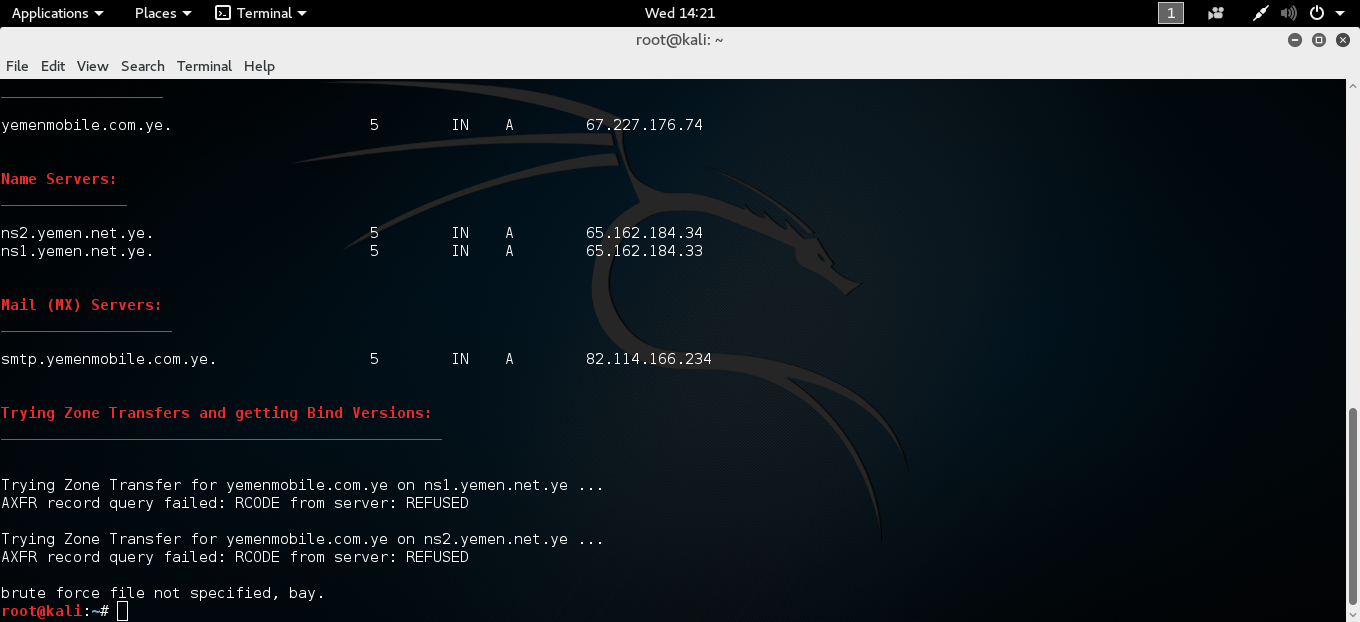 Applications Places Terminal Wed 14:21 1
root@kali: ~
File Edit View Search Terminal Help
__________________
yemenmobile.com.ye. 5 IN A 67.227.176.74
Name Servers:
______________
ns2.yemen.net.ye. 5 IN A 65.162.184.34
ns1.yemen.net.ye. 5 IN A 65.162.184.33
Mail (MX) Servers:
___________________
smtp.yemenmobile.com.ye. 5 IN A 82.114.166.234
Trying Zone Transfers and getting Bind Versions:
_________________________________________________
Trying Zone Transfer for yemenmobile.com.ye on ns1.yemen.net.ye ...
AXFR record query failed: RCODE from server: REFUSED
Trying Zone Transfer for yemenmobile.com.ye on ns2.yemen.net.ye ...
AXFR record query failed: RCODE from server: REFUSED
brute force file not specified, bay.
root@kali:~#